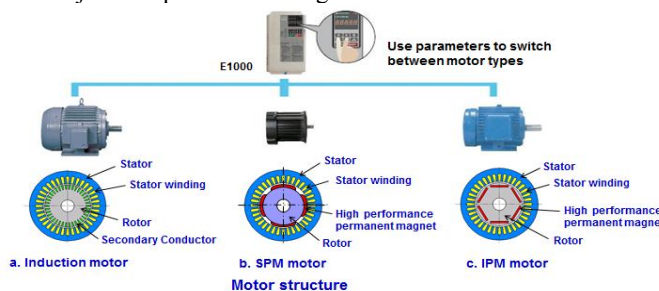 E1000
Use parameters to switch
between motor types
Stator
Stator winding
Rotor
Secondary Conductor
a. Induction motor
Stator
Stator winding
High performance
permanent magnet
Rotor
b. SPM motor
Stator
Stator winding
High performance
permanent magne
Rotor
c. IPM motor
Motor structure